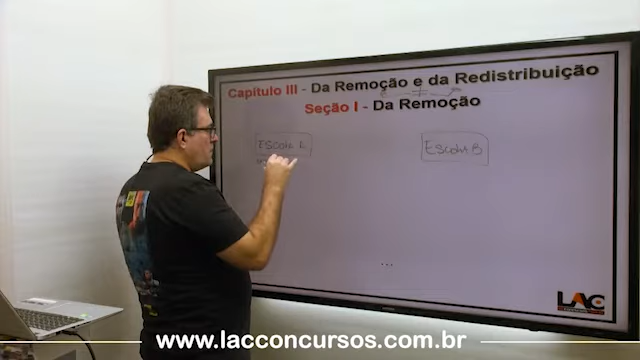 Capítulo III - Da Remoção e da Redistribuição
Seção I - Da Remoção
Escola A
Escola B
...
LAC
www.lacconcursos.com.br